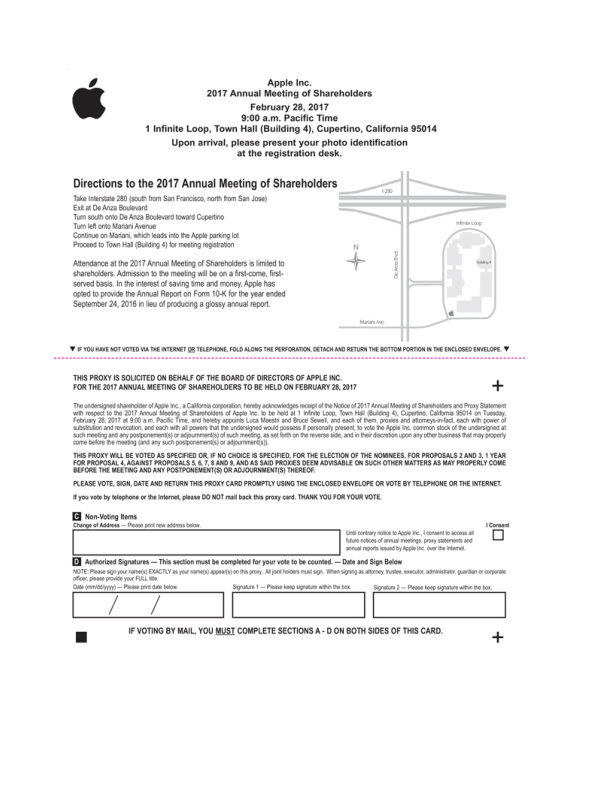 Apple Inc.
2017 Annual Meeting of Shareholders
February 28, 2017
9:00 a.m. Pacific Time
1 Infinite Loop, Town Hall (Building 4), Cupertino, California 95014
Upon arrival, please present your photo identification
at the registration desk.
Directions to the 2017 Annual Meeting of Shareholders
Take Interstate 280 (south from San Francisco, north from San Jose)
Exit at De Anza Boulevard
Turn south onto De Anza Boulevard toward Cupertino
Turn left onto Mariani Avenue
Continue on Mariani, which leads into the Apple parking lot
Proceed to Town Hall (Building 4) for meeting registration
Attendance at the 2017 Annual Meeting of Shareholders is limited to
shareholders. Admission to the meeting will be on a first-come, first-
served basis. In the interest of saving time and money, Apple has
opted to provide the Annual Report on Form 10-K for the year ended
September 24, 2016 in lieu of producing a glossy annual report.
I-280
Infinite Loop
N
De Anza Blvd.
Building 4
Mariani Ave.
▼ IF YOU HAVE NOT VOTED VIA THE INTERNET OR TELEPHONE, FOLD ALONG THE PERFORATION, DETACH AND RETURN THE BOTTOM PORTION IN THE ENCLOSED ENVELOPE. ▼
THIS PROXY IS SOLICITED ON BEHALF OF THE BOARD OF DIRECTORS OF APPLE INC.
FOR THE 2017 ANNUAL MEETING OF SHAREHOLDERS TO BE HELD ON FEBRUARY 28, 2017
+
The undersigned shareholder of Apple Inc., a California corporation, hereby acknowledges receipt of the Notice of 2017 Annual Meeting of Shareholders and Proxy Statement
with respect to the 2017 Annual Meeting of Shareholders of Apple Inc. to be held at 1 Infinite Loop, Town Hall (Building 4), Cupertino, California 95014 on Tuesday,
February 28, 2017 at 9:00 a.m. Pacific Time, and hereby appoints Luca Maestri and Bruce Sewell, and each of them, proxies and attorneys-in-fact, each with power of
substitution and revocation, and each with all powers that the undersigned would possess if personally present, to vote the Apple Inc. common stock of the undersigned at
such meeting and any postponement(s) or adjournment(s) of such meeting, as set forth on the reverse side, and in their discretion upon any other business that may properly
come before the meeting (and any such postponement(s) or adjournment(s)).
THIS PROXY WILL BE VOTED AS SPECIFIED OR, IF NO CHOICE IS SPECIFIED, FOR THE ELECTION OF THE NOMINEES, FOR PROPOSALS 2 AND 3, 1 YEAR
FOR PROPOSAL 4, AGAINST PROPOSALS 5, 6, 7, 8 AND 9, AND AS SAID PROXIES DEEM ADVISABLE ON SUCH OTHER MATTERS AS MAY PROPERLY COME
BEFORE THE MEETING AND ANY POSTPONEMENT(S) OR ADJOURNMENT(S) THEREOF.
PLEASE VOTE, SIGN, DATE AND RETURN THIS PROXY CARD PROMPTLY USING THE ENCLOSED ENVELOPE OR VOTE BY TELEPHONE OR THE INTERNET.
If you vote by telephone or the Internet, please DO NOT mail back this proxy card. THANK YOU FOR YOUR VOTE.
C Non-Voting Items
Change of Address — Please print new address below.
I Consent
Until contrary notice to Apple Inc., I consent to access all
future notices of annual meetings, proxy statements and
annual reports issued by Apple Inc. over the Internet.
D Authorized Signatures — This section must be completed for your vote to be counted. — Date and Sign Below
NOTE: Please sign your name(s) EXACTLY as your name(s) appear(s) on this proxy. All joint holders must sign. When signing as attorney, trustee, executor, administrator, guardian or corporate
officer, please provide your FULL title.
Date (mm/dd/yyyy) — Please print date below.
Signature 1 — Please keep signature within the box.
Signature 2 — Please keep signature within the box.
/ /
IF VOTING BY MAIL, YOU MUST COMPLETE SECTIONS A - D ON BOTH SIDES OF THIS CARD.
+